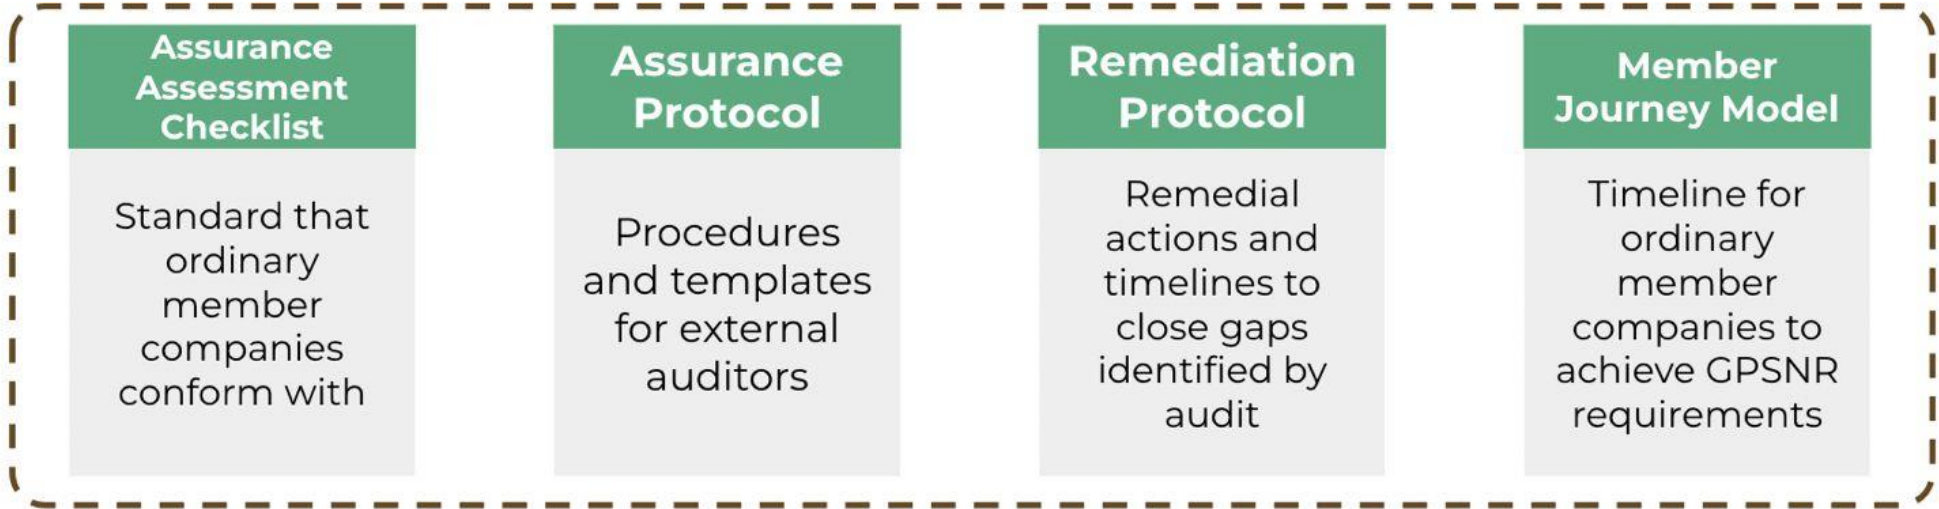 Assurance
Assessment
Checklist
Standard that
ordinary
member
companies
conform with
Assurance
Protocol
Procedures
and templates
for external
auditors
Remediation
Protocol
Remedial
actions and
timelines to
close gaps
identified by
audit
Member
Journey Model
Timeline for
ordinary
member
companies to
achieve GPSNR
requirements